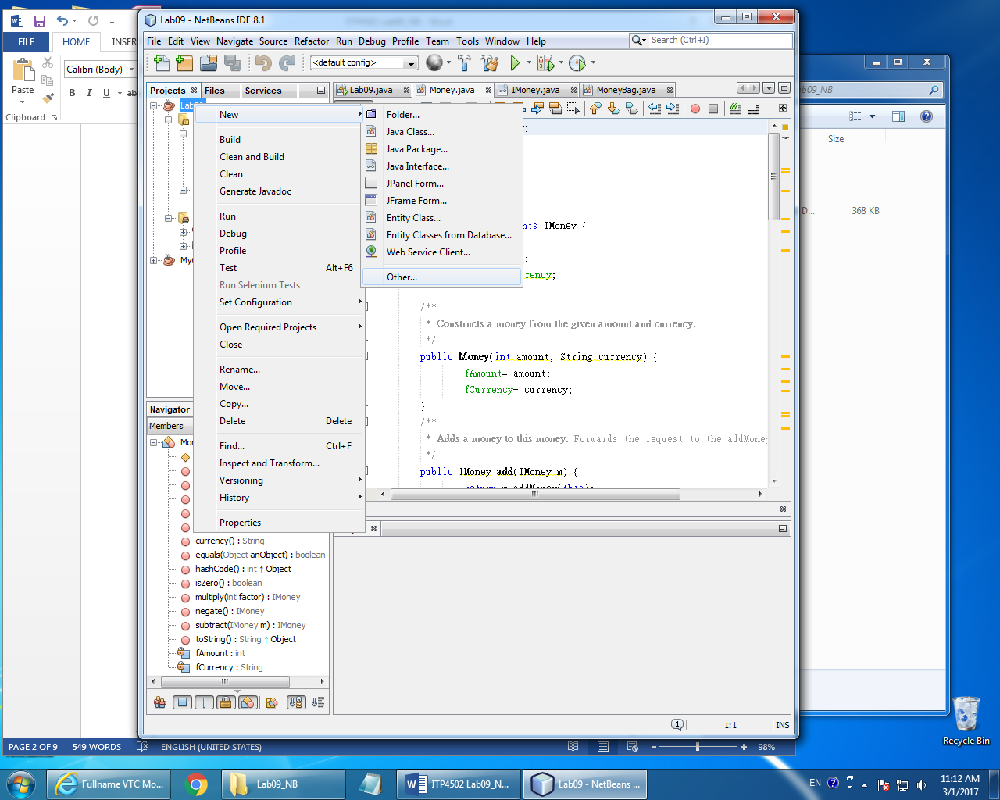 Lab09 - NetBeans IDE 8.1
File Edit View Navigate Source Refactor Run Debug Profile Team Tools Window Help
Search (Ctrl+I)
FILE HOME INSER
<default config>
Calibri (Body)
Paste
B I U
Clipboard
Projects Files Services
Lab09.java Money.java IMoney.java MoneyBag.java
ab09_NB
Size
D... 368 KB
New
Build
Clean and Build
Clean
Generate Javadoc
Run
Debug
Profile
Test Alt+F6
Run Selenium Tests
Set Configuration
Open Required Projects
Close
Rename...
Move...
Copy...
Delete Delete
Find... Ctrl+F
Inspect and Transform...
Versioning
History
Properties
Folder...
Java Class...
Java Package...
Java Interface...
JPanel Form...
JFrame Form...
Entity Class...
Entity Classes from Database...
Web Service Client...
Other...
nts IMoney {
;
rency;
/**
* Constructs a money from the given amount and currency.
*/
public Money(int amount, String currency) {
fAmount= amount;
fCurrency= currency;
}
/**
* Adds a money to this money. Forwards the request to the addMoney
*/
public IMoney add(IMoney m) {
return m.addMoney(this);
Navigator
Members
Mo
currency() : String
equals(Object anObject) : boolean
hashCode() : int ↑ Object
isZero() : boolean
multiply(int factor) : IMoney
negate() : IMoney
subtract(IMoney m) : IMoney
toString() : String ↑ Object
fAmount : int
fCurrency : String
1:1 INS
PAGE 2 OF 9 549 WORDS ENGLISH (UNITED STATES) 98%
Recycle Bin
Fullname VTC Mo... Lab09_NB ITP4502 Lab09_N... Lab09 - NetBeans ...
EN
11:12 AM
3/1/2017